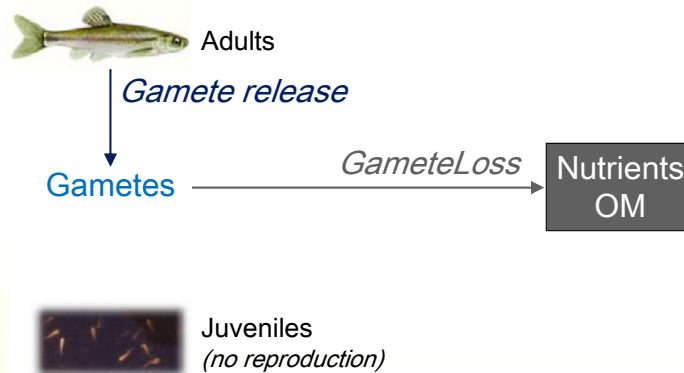 Adults
Gamete release
Gametes
GameteLoss
Nutrients
OM
Juveniles
(no reproduction)